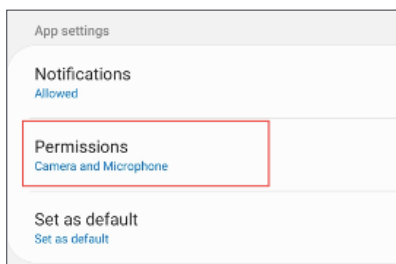 App settings
Notifications
Allowed
Permissions
Camera and Microphone
Set as default
Set as default